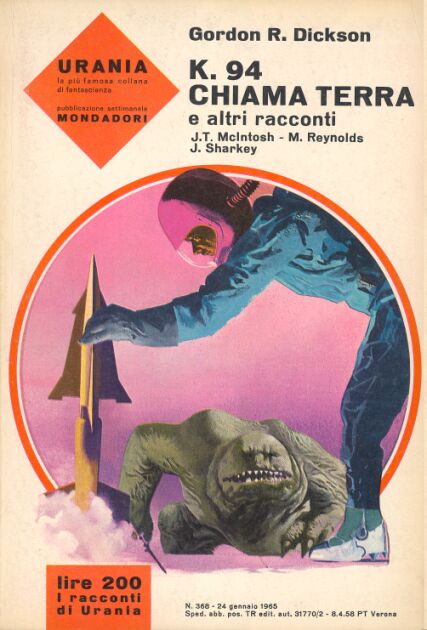 URANIA
la più famosa collana
di fantascienza
pubblicazione settimanale
MONDADORI
Gordon R. Dickson
K. 94
CHIAMA TERRA
e altri racconti
J.T. McIntosh - M. Reynolds
J. Sharkey
lire 200
I racconti
di Urania
N. 368 - 24 gennaio 1965
Sped. abb. pos. TR edit. aut. 31770/2 - 8.4.58 PT Verona